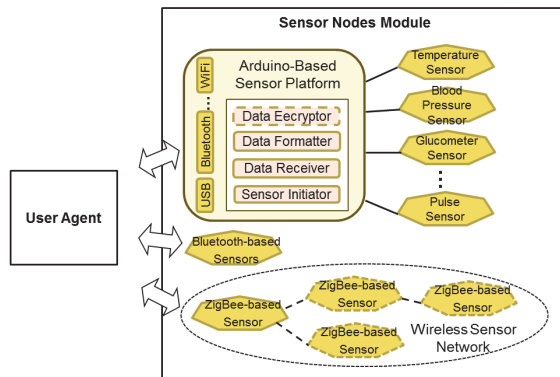 Sensor Nodes Module
Arduino-Based
Sensor Platform
WiFi
Bluetooth
USB
Data Eecryptor
Data Formatter
Data Receiver
Sensor Initiator
Temperature
Sensor
Blood
Pressure
Sensor
Glucometer
Sensor
Pulse
Sensor
User Agent
Bluetooth-based
Sensors
ZigBee-based
Sensor
ZigBee-based
Sensor
ZigBee-based
Sensor
ZigBee-based
Sensor
Wireless Sensor
Network